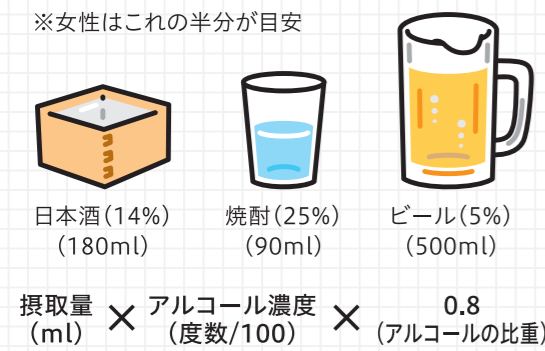 ※女性はこれの半分が目安
日本酒(14%) 焼酎(25%) ビール(5%)
(180ml) (90ml) (500ml)
摂取量 × アルコール濃度 × 0.8
(ml) (度数/100) (アルコールの比重)